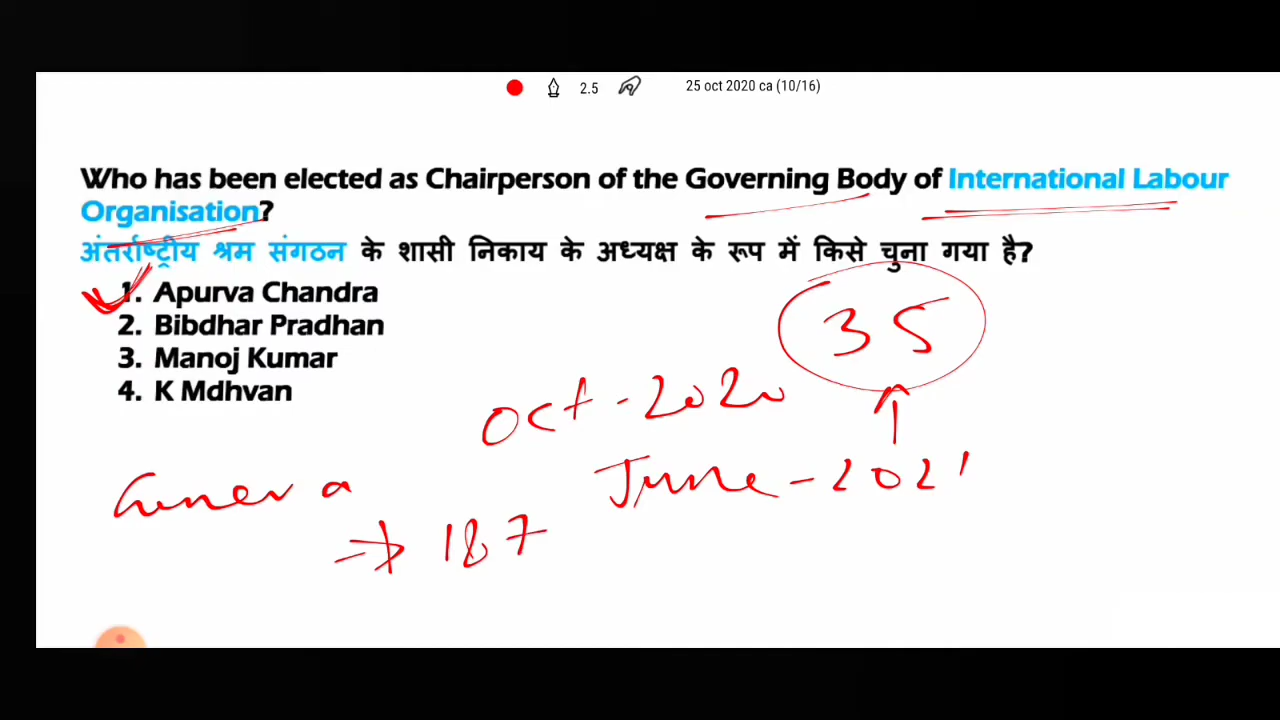 2.5 25 oct 2020 ca (10/16)
Who has been elected as Chairperson of the Governing Body of International Labour
Organisation?
अंतर्राष्ट्रीय श्रम संगठन के शासी निकाय के अध्यक्ष के रूप में किसे चुना गया है?
1. Apurva Chandra
2. Bibdhar Pradhan
3. Manoj Kumar
4. K Mdhvan
35
Oct-2020
June-2021
Geneva
⇒ 187